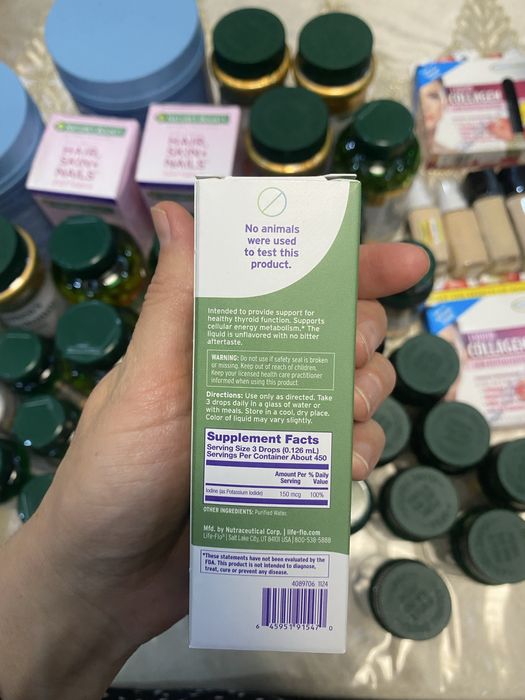 HAIR,
SKIN+
NAILS
HAIR,
SKIN+
NAILS
COLLAGEN
COLLAGEN
No animals
were used
to test this
product.
Intended to provide support for
healthy thyroid function. Supports
cellular energy metabolism.* The
liquid is unflavored with no bitter
aftertaste.
WARNING: Do not use if safety seal is broken
or missing. Keep out of reach of children.
Keep your licensed health care practitioner
informed when using this product.
Directions: Use only as directed. Take
3 drops daily in a glass of water or
with meals. Store in a cool, dry place.
Color of liquid may vary slightly.
Supplement Facts
Serving Size 3 Drops (0.126 mL)
Servings Per Container About 450
Amount Per % Daily
Serving Value
Iodine (as Potassium Iodide) 150 mcg 100%
OTHER INGREDIENTS: Purified Water.
Mfd. by Nutraceutical Corp. | life-flo.com
Life-Flo® | Salt Lake City, UT 84101 USA | 800-538-5888
*These statements have not been evaluated by the
FDA. This product is not intended to diagnose,
treat, cure or prevent any disease.
4089706 1124
6 45951 91547 0